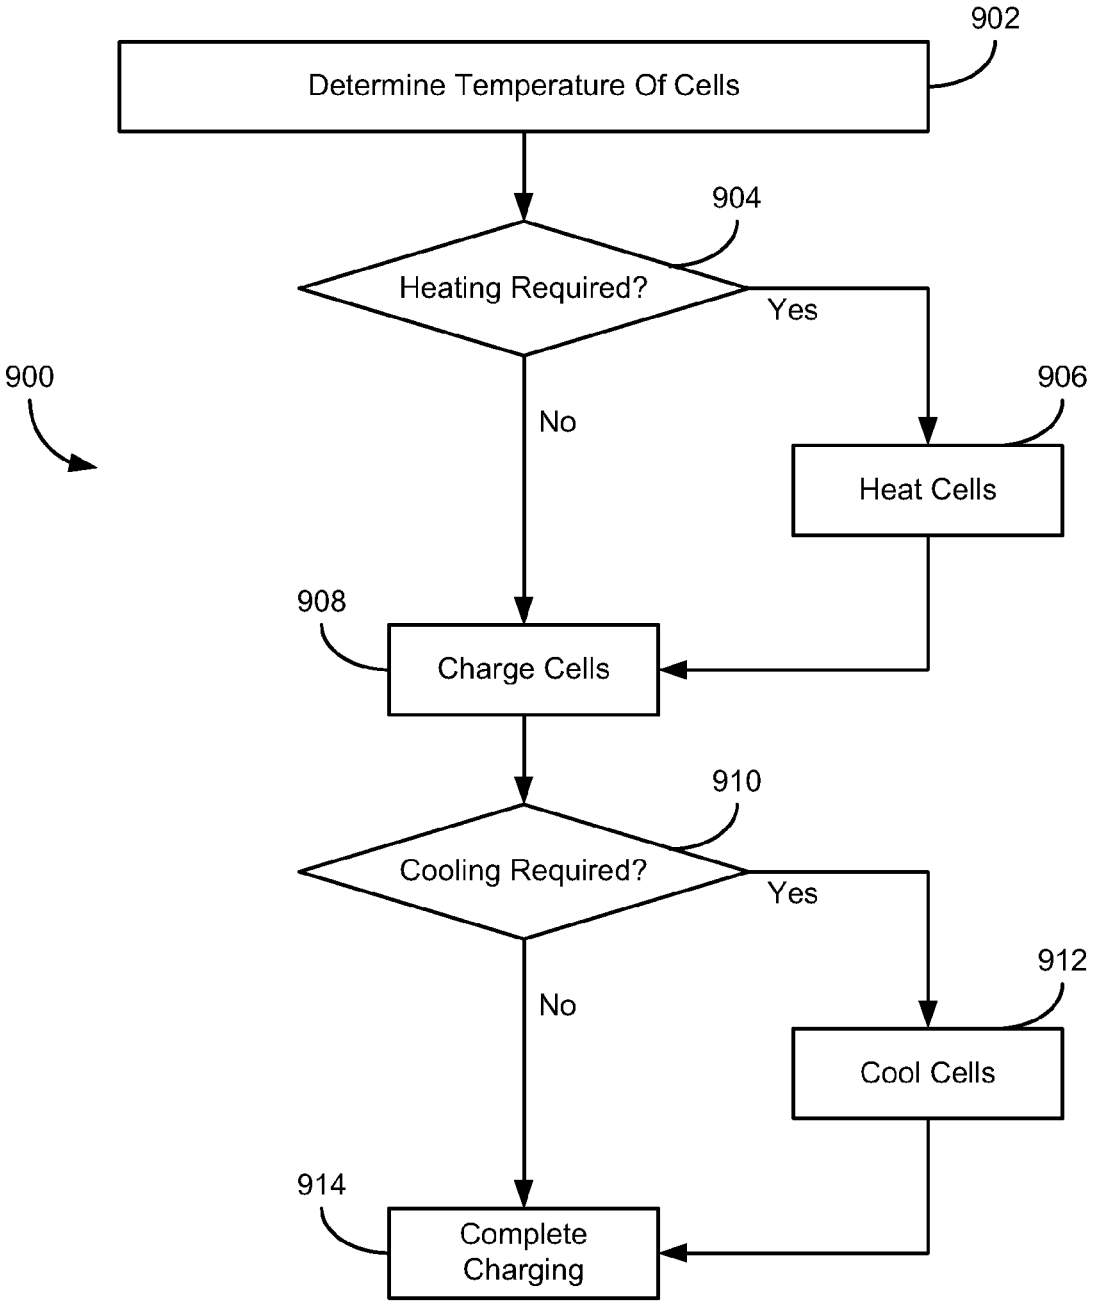 902
Determine Temperature Of Cells
904
Heating Required?
Yes
900
906
No
Heat Cells
908
Charge Cells
910
Cooling Required?
Yes
912
No
Cool Cells
914
Complete
Charging